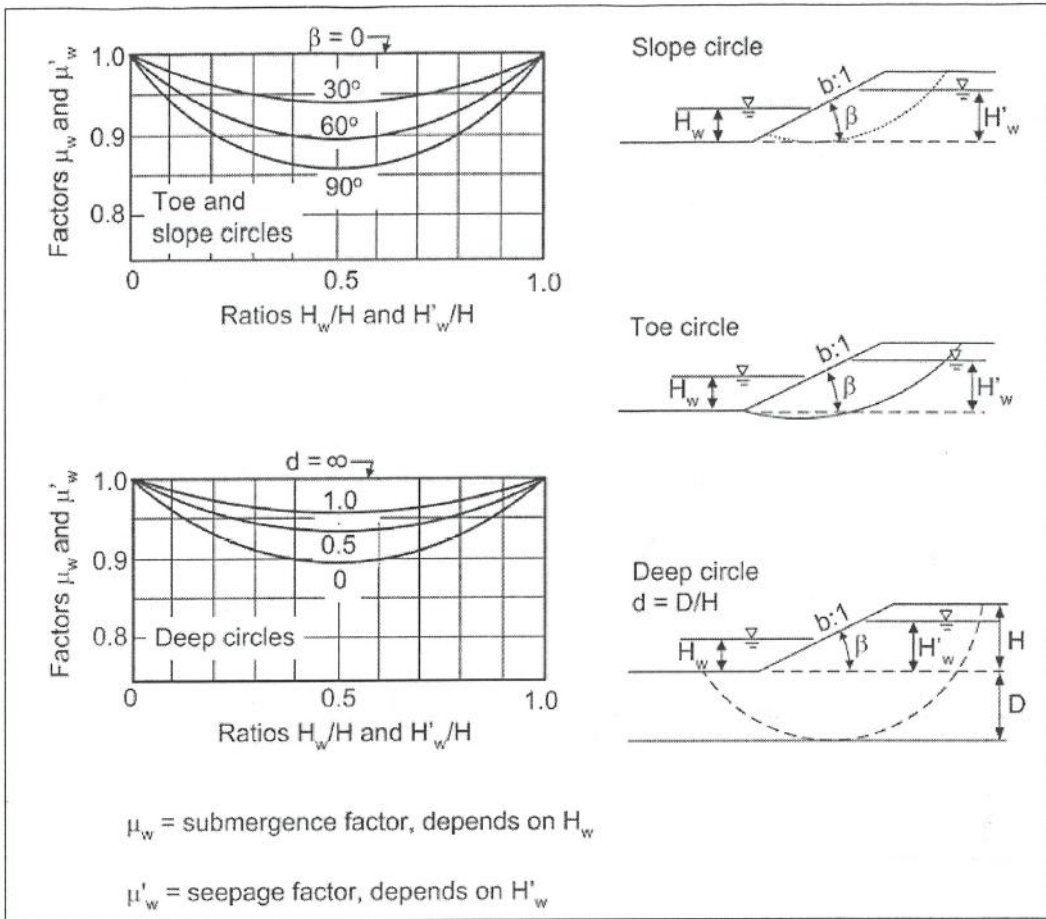 β = 0
1.0
30°
60°
0.9
90°
Toe and
slope circles
0.8
Factors μw and μ'w
0
0.5
1.0
Ratios Hw/H and H'w/H
Slope circle
b:1
Hw
β
H'w
Toe circle
b:1
Hw
β
H'w
d = ∞
1.0
1.0
0.5
0.9
0
0.8
Deep circles
Factors μw and μ'w
0
0.5
1.0
Ratios Hw/H and H'w/H
Deep circle
d = D/H
b:1
Hw
β
H'w
H
D
μw = submergence factor, depends on Hw
μ'w = seepage factor, depends on H'w